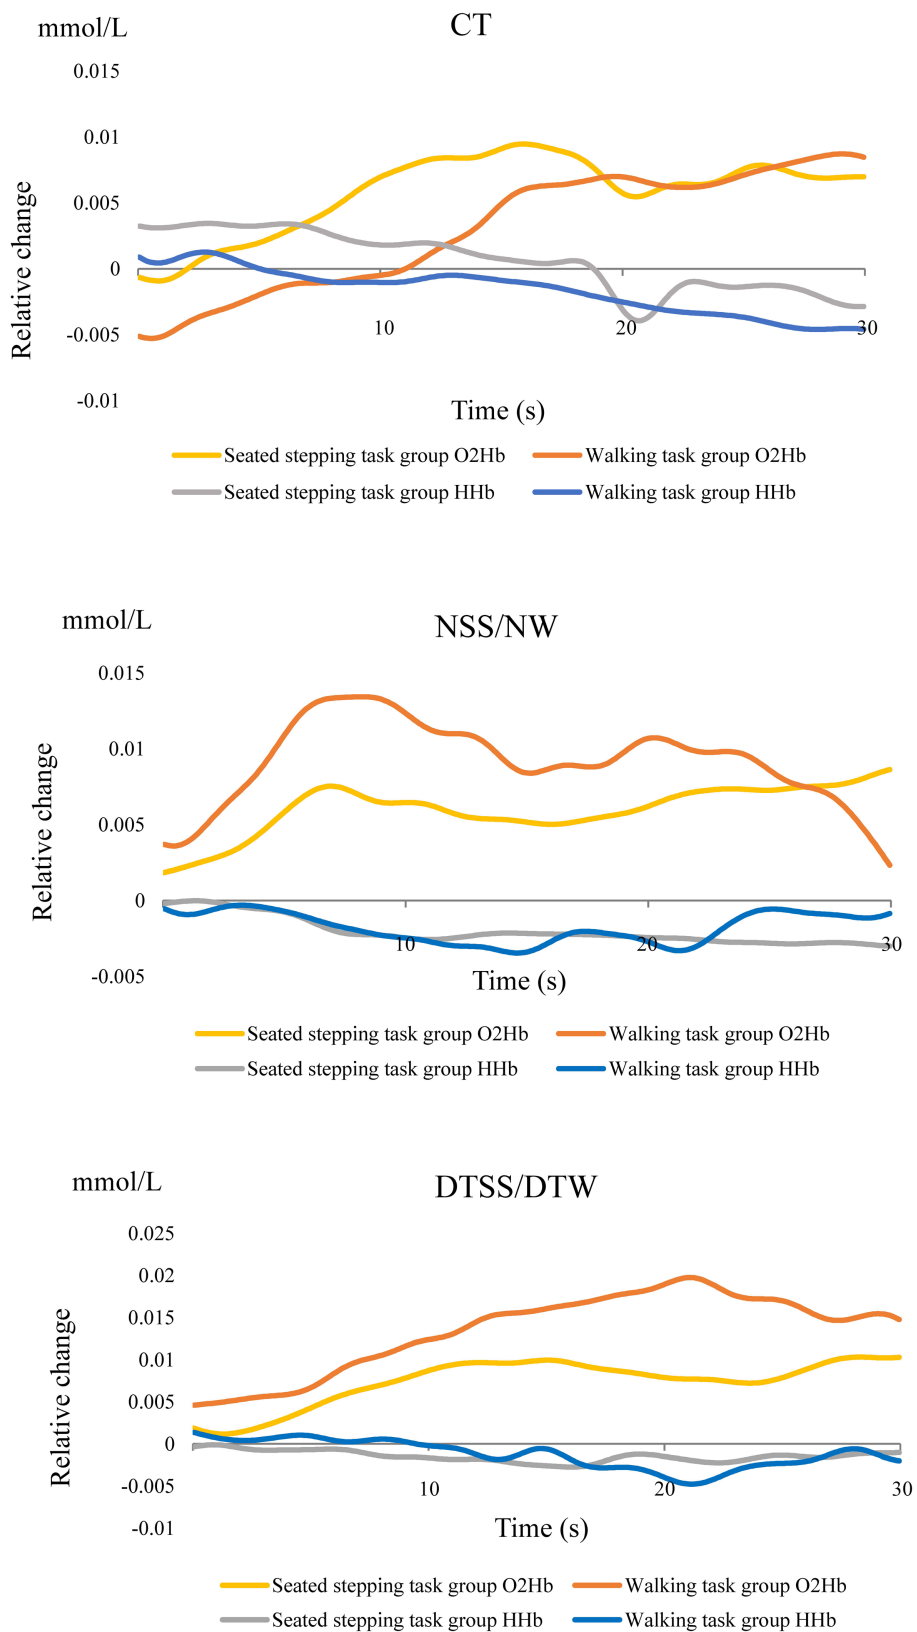 CT
mmol/L
0.015
0.01
0.005
0
-0.005
-0.01
Relative change
10
20
30
Time (s)
Seated stepping task group O2Hb
Walking task group O2Hb
Seated stepping task group HHb
Walking task group HHb
mmol/L
NSS/NW
0.015
0.01
0.005
0
-0.005
Relative change
10
20
30
Time (s)
Seated stepping task group O2Hb
Walking task group O2Hb
Seated stepping task group HHb
Walking task group HHb
mmol/L
DTSS/DTW
0.025
0.02
0.015
0.01
0.005
0
-0.005
-0.01
Relative change
10
20
30
Time (s)
Seated stepping task group O2Hb
Walking task group O2Hb
Seated stepping task group HHb
Walking task group HHb